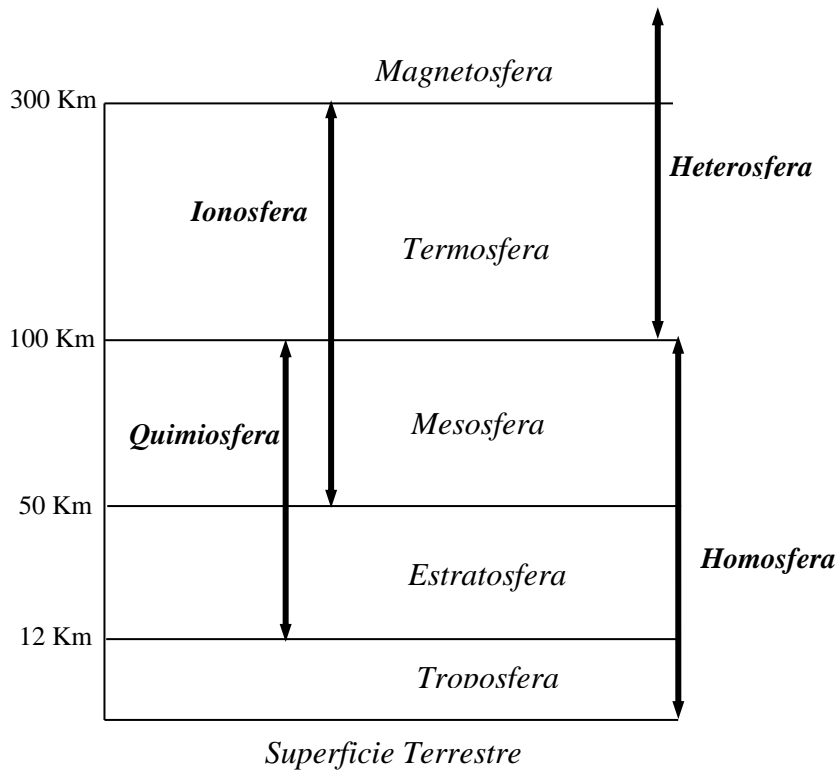 Magnetosfera
300 Km
Heterosfera
Ionosfera
Termosfera
100 Km
Mesosfera
Quimiosfera
50 Km
Homosfera
Estratosfera
12 Km
Troposfera
Superficie Terrestre